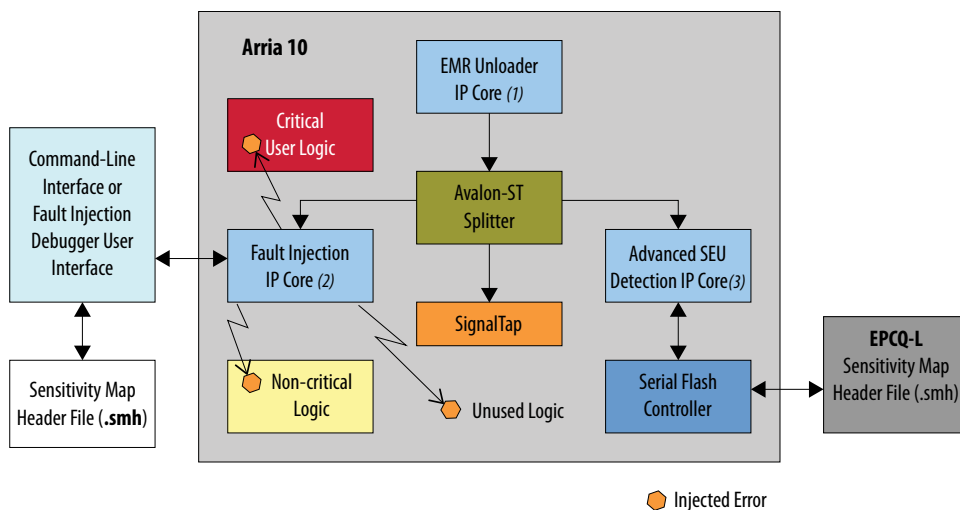 Arria 10
EMR Unloader
IP Core (1)
Critical
User Logic
Command-Line
Interface or
Fault Injection
Debugger User
Interface
Avalon-ST
Splitter
Fault Injection
IP Core (2)
Advanced SEU
Detection IP Core(3)
SignalTap
EPCQ-L
Sensitivity Map
Header File (.smh)
Sensitivity Map
Header File (.smh)
Non-critical
Logic
Unused Logic
Serial Flash
Controller
Injected Error